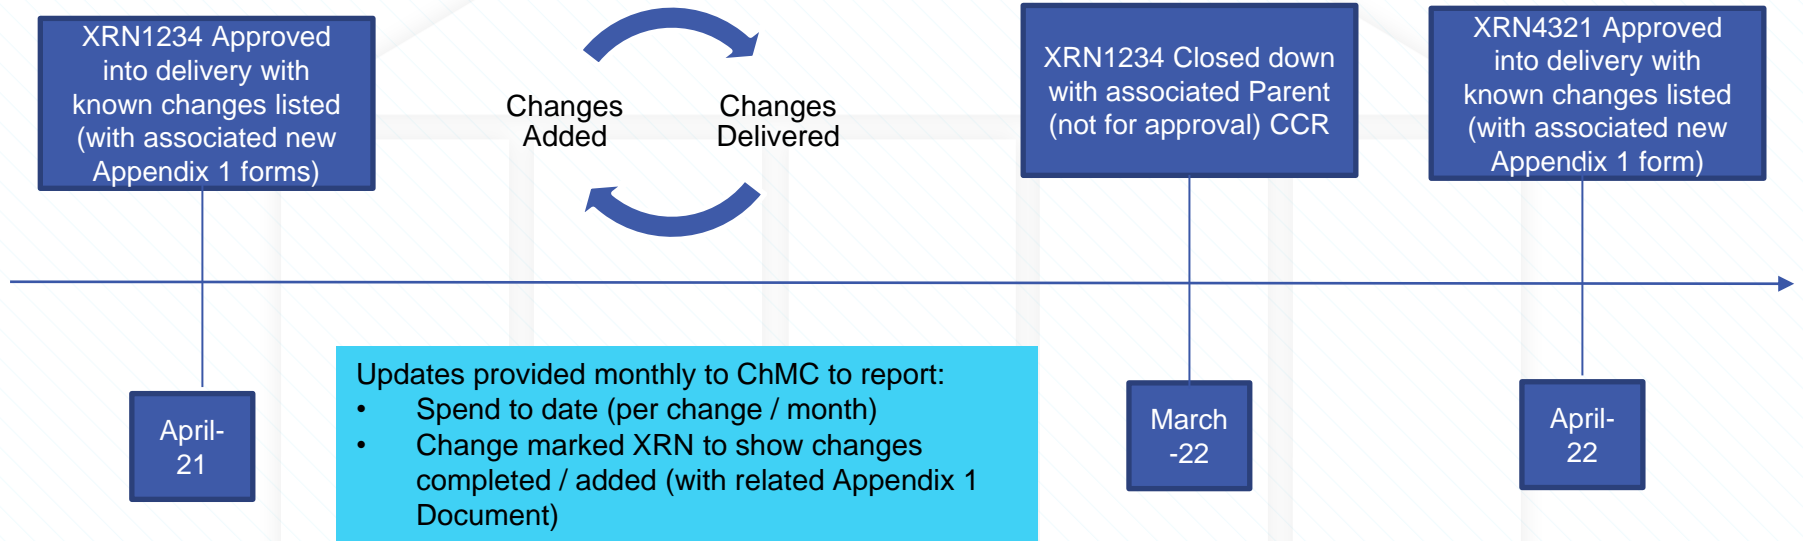 XRN1234 Approved
into delivery with
known changes listed
(with associated new
Appendix 1 forms)
Changes
Added
Changes
Delivered
XRN1234 Closed down
with associated Parent
(not for approval) CCR
XRN4321 Approved
into delivery with
known changes listed
(with associated new
Appendix 1 form)
April-
21
Updates provided monthly to ChMC to report:
• Spend to date (per change / month)
• Change marked XRN to show changes
completed / added (with related Appendix 1
Document)
March
-22
April-
22